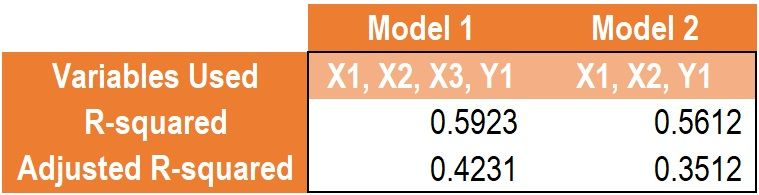 Model 1 Model 2
Variables Used X1, X2, X3, Y1 X1, X2, Y1
R-squared 0.5923 0.5612
Adjusted R-squared 0.4231 0.3512